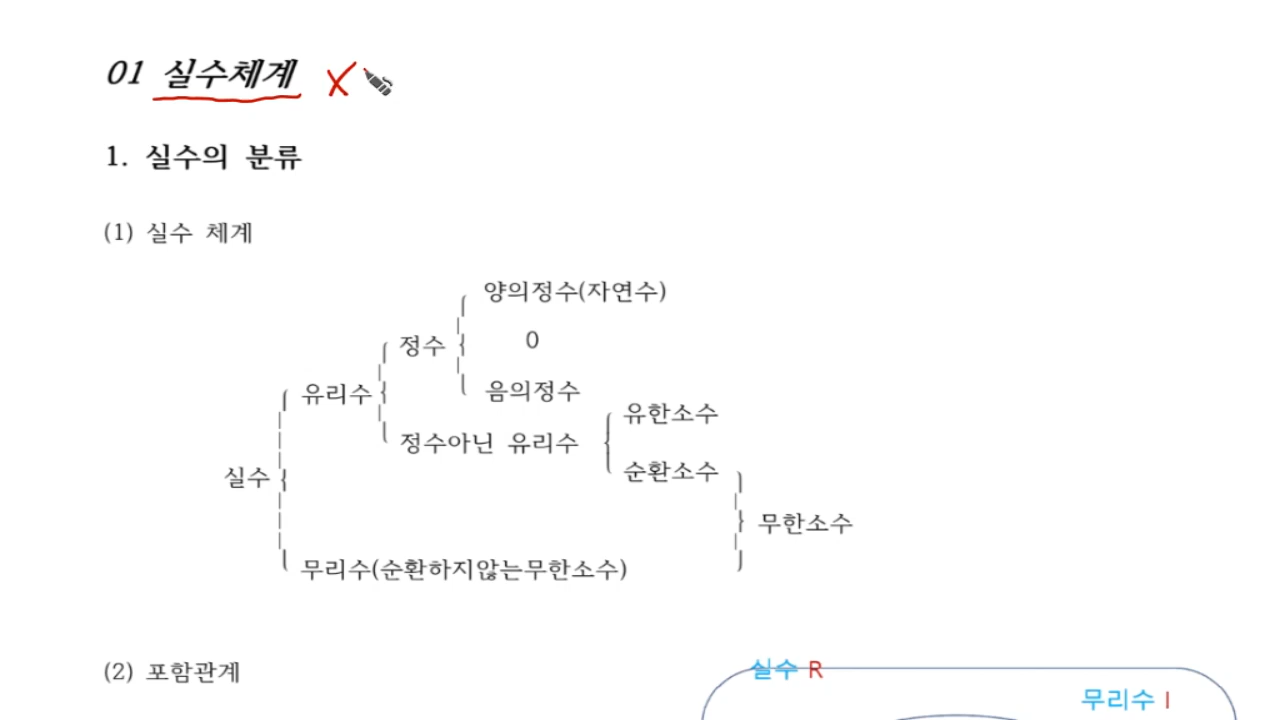 01 실수체계 X
1. 실수의 분류
(1) 실수 체계
양의정수(자연수)
정수
0
유리수
음의정수
유한소수
정수아닌 유리수
순환소수
실수
무한소수
무리수(순환하지않는무한소수)
(2) 포함관계
실수 R
무리수 I